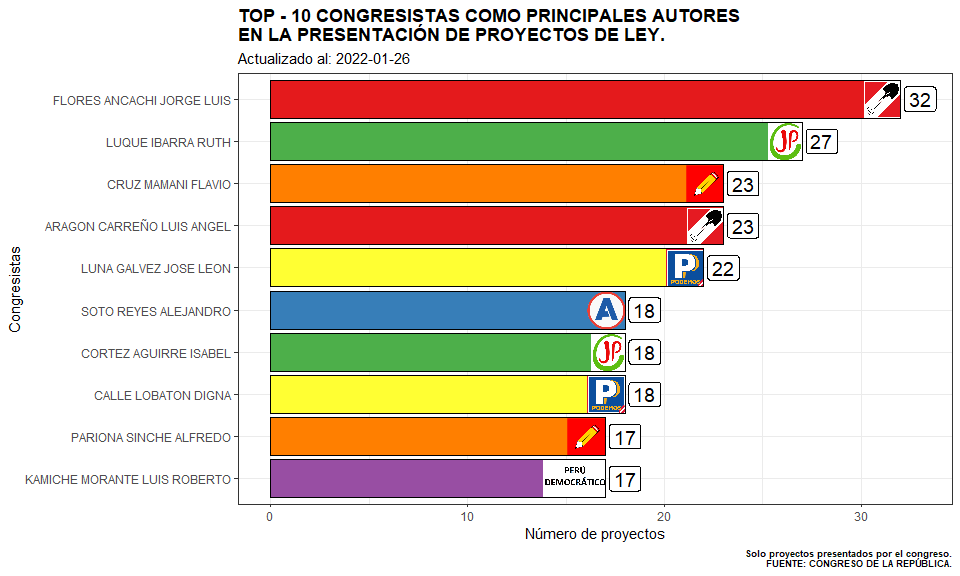 TOP - 10 CONGRESISTAS COMO PRINCIPALES AUTORES
EN LA PRESENTACIÓN DE PROYECTOS DE LEY.
Actualizado al: 2022-01-26
Congresistas
FLORES ANCACHI JORGE LUIS 32
LUQUE IBARRA RUTH JP 27
CRUZ MAMANI FLAVIO 23
ARAGON CARREÑO LUIS ANGEL 23
LUNA GALVEZ JOSE LEON P PODEMOS 22
SOTO REYES ALEJANDRO A 18
CORTEZ AGUIRRE ISABEL JP 18
CALLE LOBATON DIGNA P PODEMOS 18
PARIONA SINCHE ALFREDO 17
KAMICHE MORANTE LUIS ROBERTO PERÚ DEMOCRÁTICO 17
0 10 20 30
Número de proyectos
Solo proyectos presentados por el congreso.
FUENTE: CONGRESO DE LA REPÚBLICA.